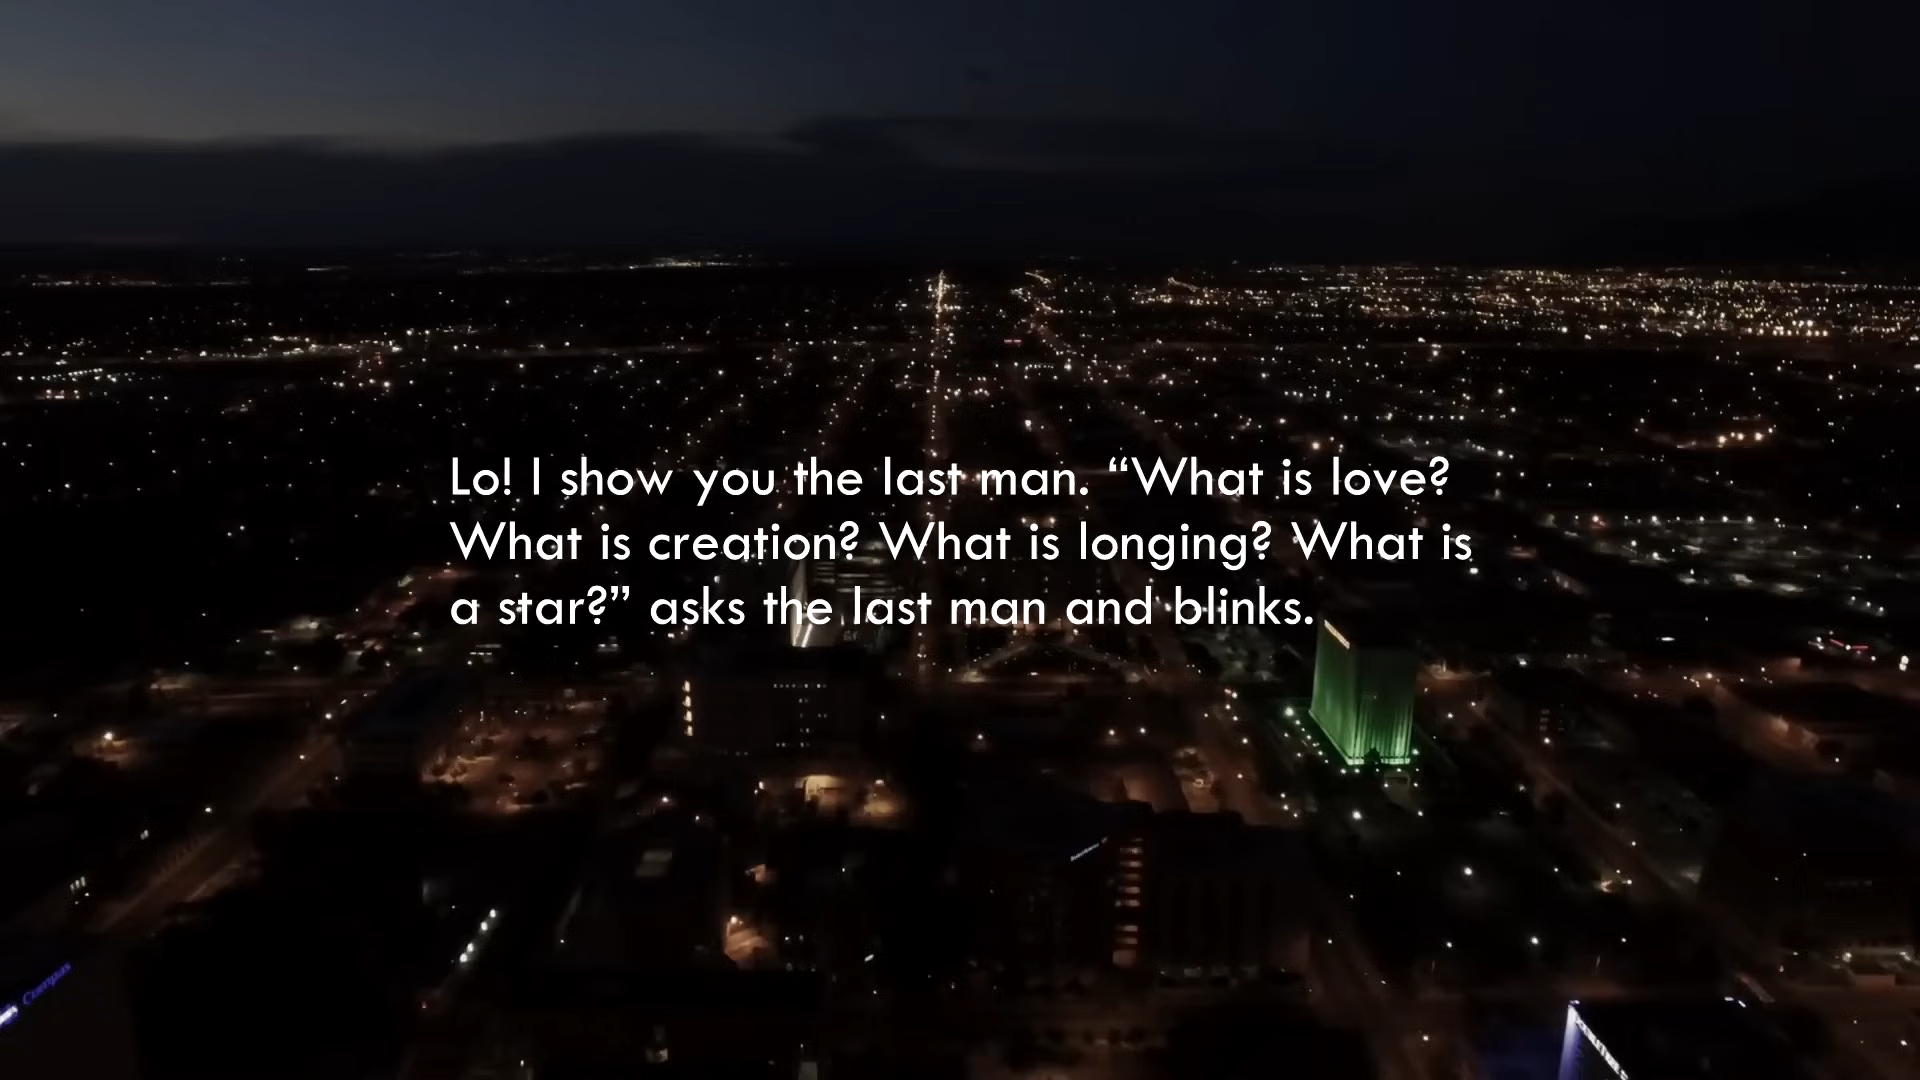 Lo! I show you the last man. “What is love?
What is creation? What is longing? What is
a star?” asks the last man and blinks.
Compass